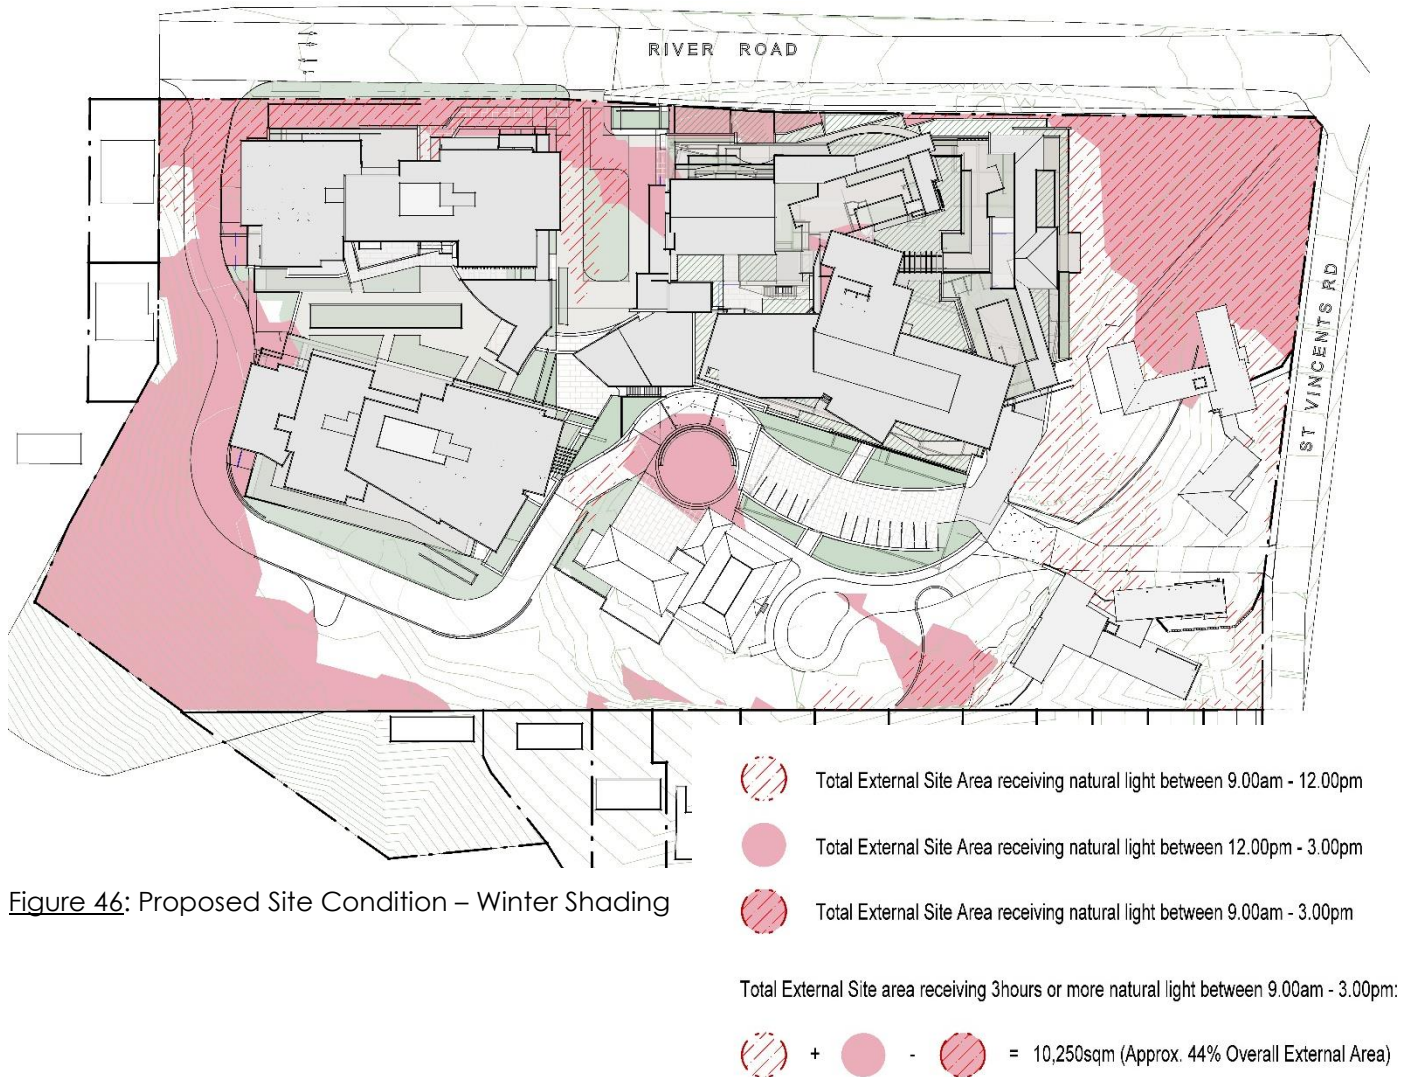 RIVER ROAD
ST VINCENTS RD
Total External Site Area receiving natural light between 9.00am - 12.00pm
Total External Site Area receiving natural light between 12.00pm - 3.00pm
Figure 46: Proposed Site Condition – Winter Shading
Total External Site Area receiving natural light between 9.00am - 3.00pm
Total External Site area receiving 3hours or more natural light between 9.00am - 3.00pm:
+ - = 10,250sqm (Approx. 44% Overall External Area)